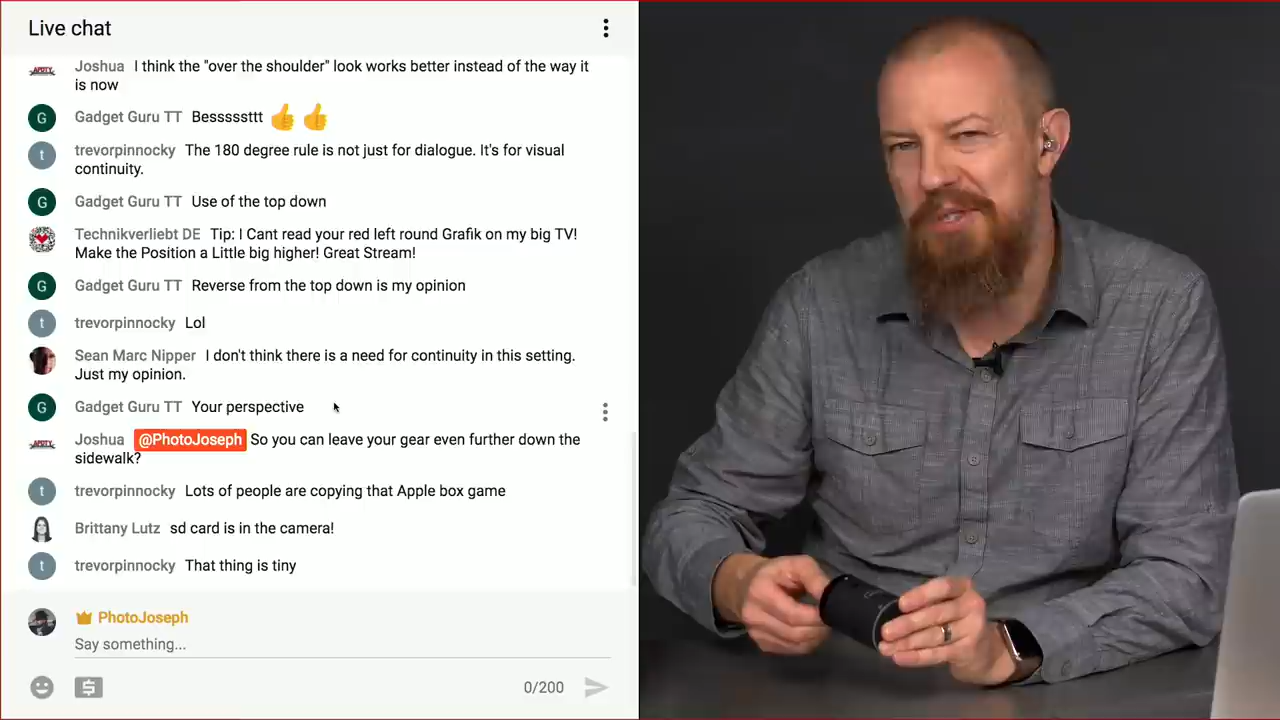 Live chat
Joshua I think the "over the shoulder" look works better instead of the way it
is now
G Gadget Guru TT Besssssttt 👍 👍
t trevorpinnocky The 180 degree rule is not just for dialogue. It's for visual
continuity.
G Gadget Guru TT Use of the top down
Technikverliebt DE Tip: I Cant read your red left round Grafik on my big TV!
Make the Position a Little big higher! Great Stream!
G Gadget Guru TT Reverse from the top down is my opinion
t trevorpinnocky Lol
Sean Marc Nipper I don't think there is a need for continuity in this setting.
Just my opinion.
G Gadget Guru TT Your perspective
Joshua @PhotoJoseph So you can leave your gear even further down the
sidewalk?
t trevorpinnocky Lots of people are copying that Apple box game
Brittany Lutz sd card is in the camera!
t trevorpinnocky That thing is tiny
PhotoJoseph
Say something...
$ 0/200